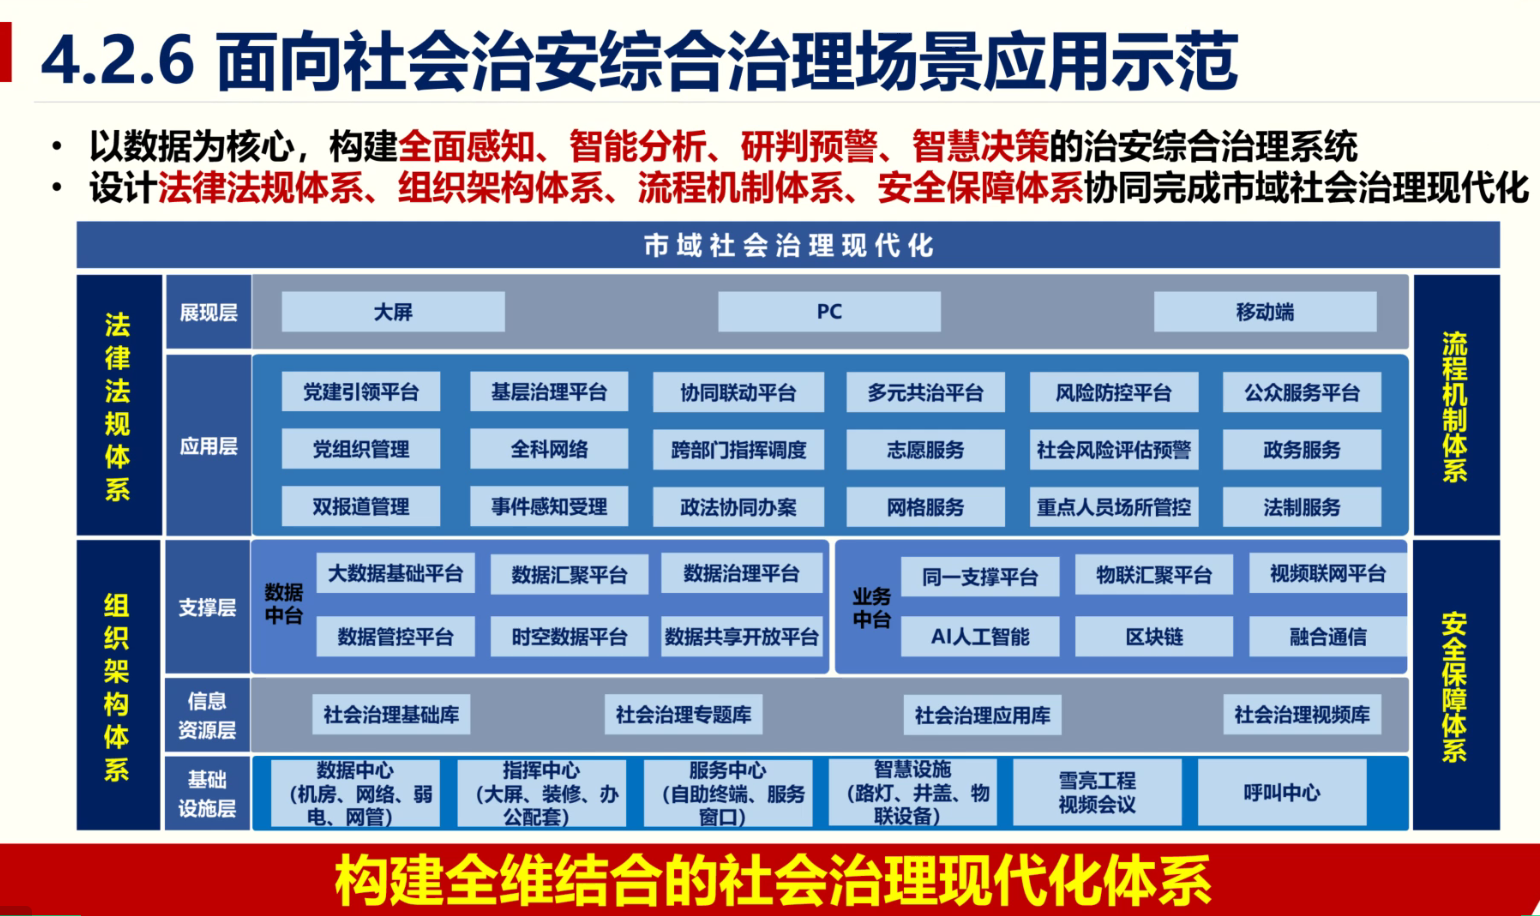 4.2.6 面向社会治安综合治理场景应用示范
• 以数据为核心，构建全面感知、智能分析、研判预警、智慧决策的治安综合治理系统
• 设计法律法规体系、组织架构体系、流程机制体系、安全保障体系协同完成市域社会治理现代化
市域社会治理现代化
法律法规体系
展现层
大屏
PC
移动端
流程机制体系
应用层
党建引领平台
基层治理平台
协同联动平台
多元共治平台
风险防控平台
公众服务平台
党组织管理
全科网络
跨部门指挥调度
志愿服务
社会风险评估预警
政务服务
双报道管理
事件感知受理
政法协同办案
网格服务
重点人员场所管控
法制服务
组织架构体系
支撑层
数据
中台
大数据基础平台
数据汇聚平台
数据治理平台
数据管控平台
时空数据平台
数据共享开放平台
业务
中台
同一支撑平台
物联汇聚平台
视频联网平台
AI人工智能
区块链
融合通信
安全保障体系
信息
资源层
社会治理基础库
社会治理专题库
社会治理应用库
社会治理视频库
基础
设施层
数据中心
（机房、网络、弱
电、网管）
指挥中心
（大屏、装修、办
公配套）
服务中心
（自助终端、服务
窗口）
智慧设施
（路灯、井盖、物
联设备）
雪亮工程
视频会议
呼叫中心
构建全维结合的社会治理现代化体系